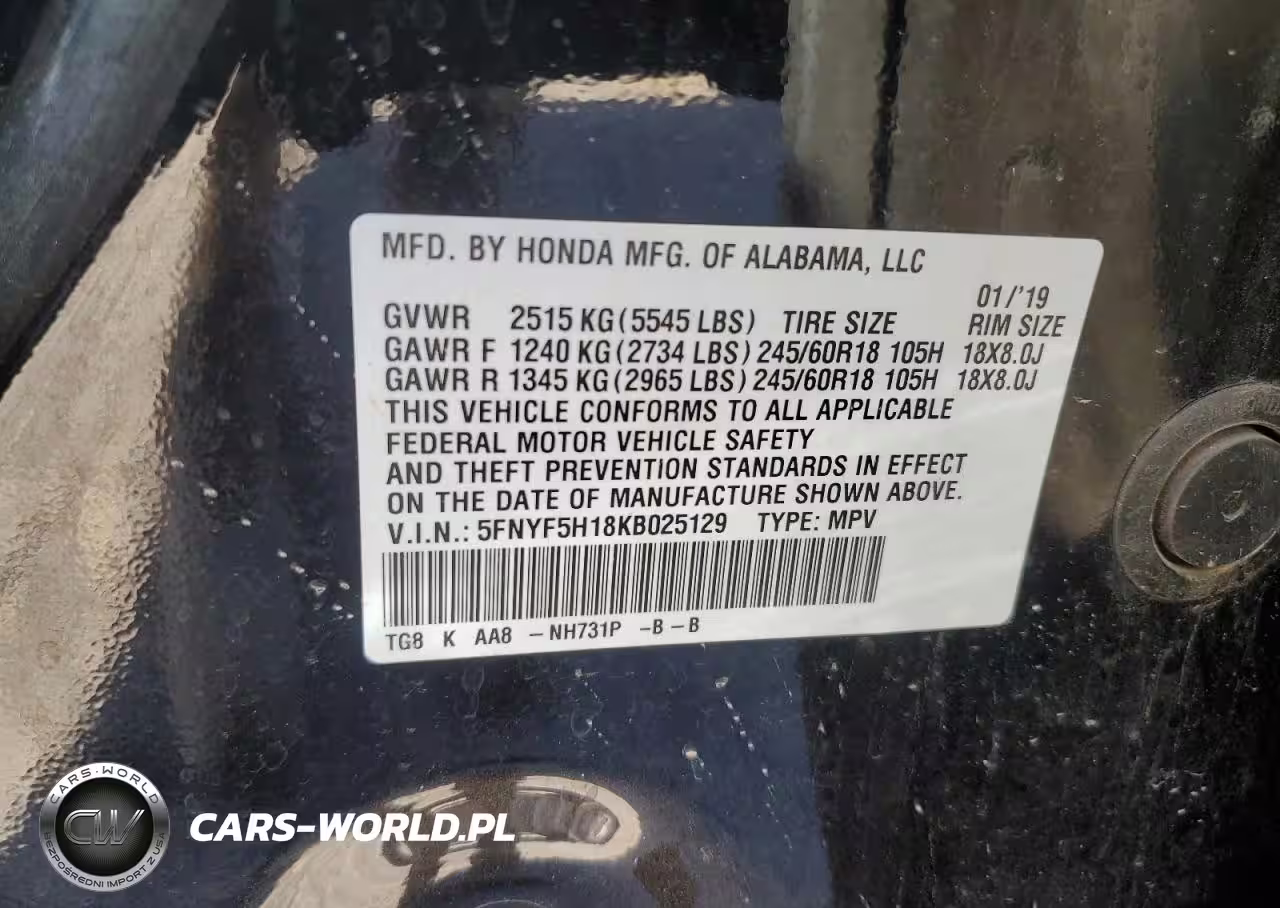 MFD. BY HONDA MFG. OF ALABAMA, LLC
01/'19
GVWR 2515 KG (5545 LBS) TIRE SIZE RIM SIZE
GAWR F 1240 KG (2734 LBS) 245/60R18 105H 18X8.0J
GAWR R 1345 KG (2965 LBS) 245/60R18 105H 18X8.0J
THIS VEHICLE CONFORMS TO ALL APPLICABLE
FEDERAL MOTOR VEHICLE SAFETY
AND THEFT PREVENTION STANDARDS IN EFFECT
ON THE DATE OF MANUFACTURE SHOWN ABOVE.
V.I.N.: 5FNYF5H18KB025129 TYPE: MPV
TG8 K AA8 -NH731P -B-B
CARS-WORLD
CW
BEZPOŚREDNI IMPORT Z USA
CARS-WORLD.PL